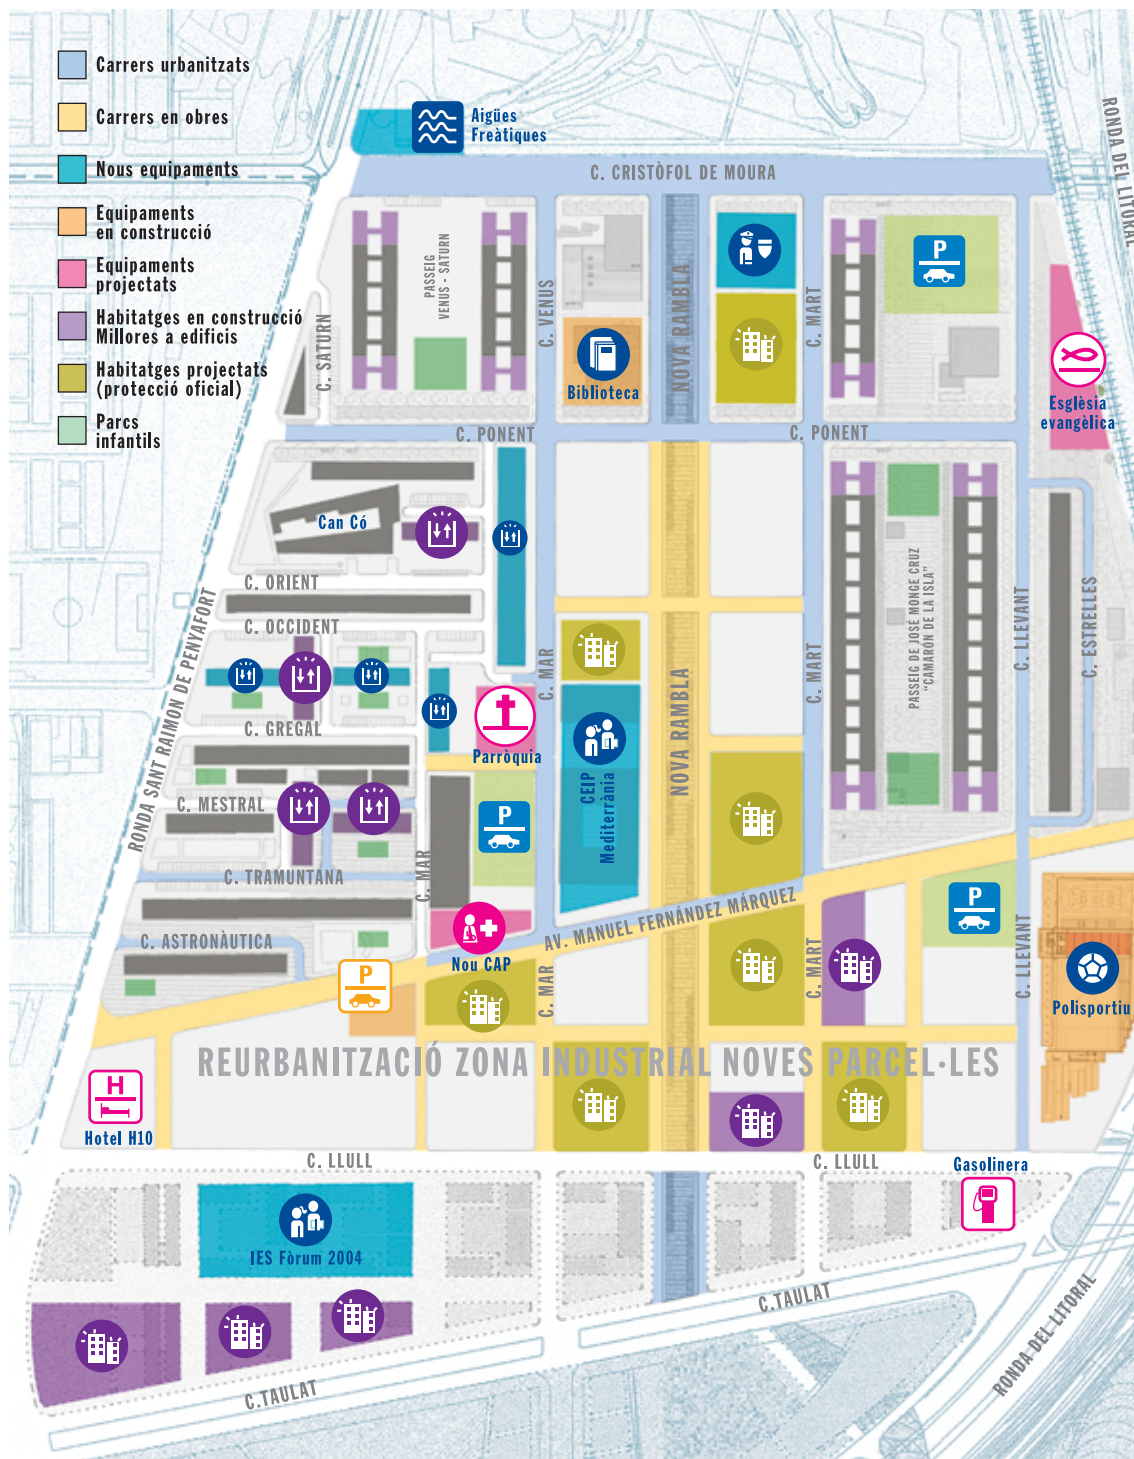 Carrers urbanitzats
Carrers en obres
Nous equipaments
Equipaments
en construcció
Equipaments
projectats
Habitatges en construcció
Millores a edificis
Habitatges projectats
(protecció oficial)
Parcs
infantils
Aigües
Freàtiques
RONDA DEL LITORAL
C. CRISTÒFOL DE MOURA
PASSEIG
VENUS - SATURN
C. VENUS
NOVA RAMBLA
C. MART
P
C. SATURN
Biblioteca
Esglèsia
evangèlica
C. PONENT
C. PONENT
Can Có
C. ORIENT
C. OCCIDENT
RONDA SANT RAIMON DE PENYAFORT
C. GREGAL
C. MAR
Parròquia
NOVA RAMBLA
C. MART
PASSEIG DE JOSÉ MONGE CRUZ
"CAMARÓN DE LA ISLA"
C. LLEVANT
C. ESTRELLES
CEIP
Mediterrània
C. MESTRAL
P
C. MAR
C. TRAMUNTANA
AV. MANUEL FERNÁNDEZ MÁRQUEZ
P
C. ASTRONÀUTICA
Nou CAP
P
C. MAR
C. MART
C. LLEVANT
Polisportiu
REURBANITZACIÓ ZONA INDUSTRIAL NOVES PARCEL·LES
H
Hotel H10
C. LLULL
C. LLULL
Gasolinera
IES Fòrum 2004
C.TAULAT
C.TAULAT
RONDA DEL LITORAL